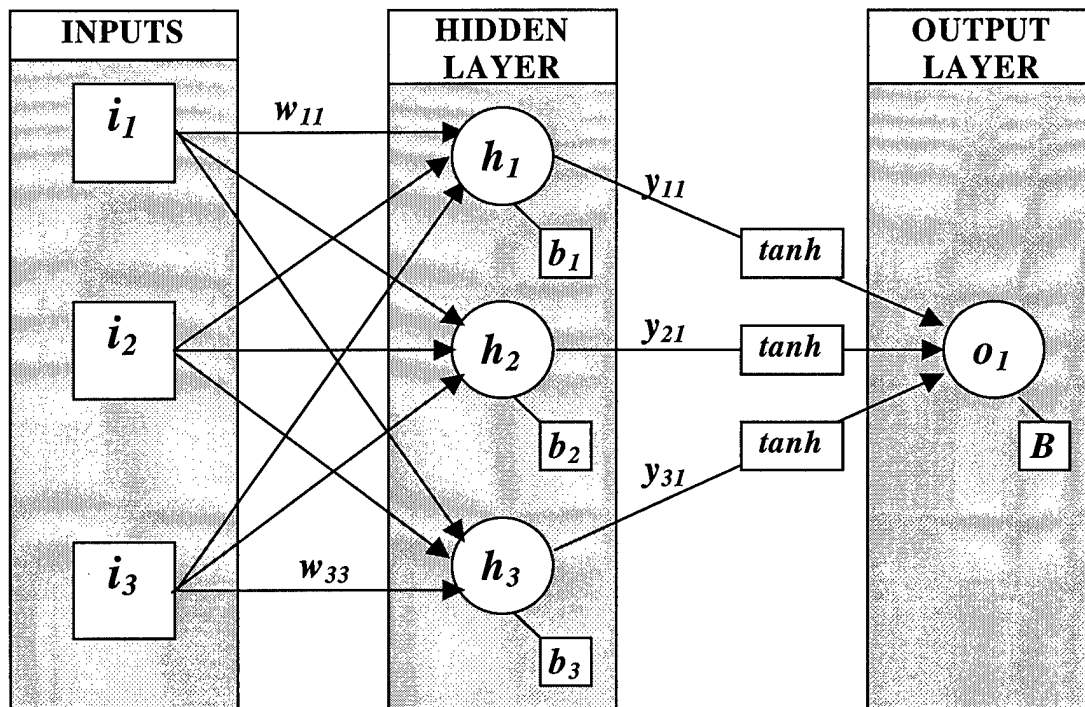 INPUTS
HIDDEN
LAYER
OUTPUT
LAYER
i1
w11
h1
b1
y11
tanh
i2
h2
b2
y21
tanh
o1
B
i3
w33
h3
b3
y31
tanh